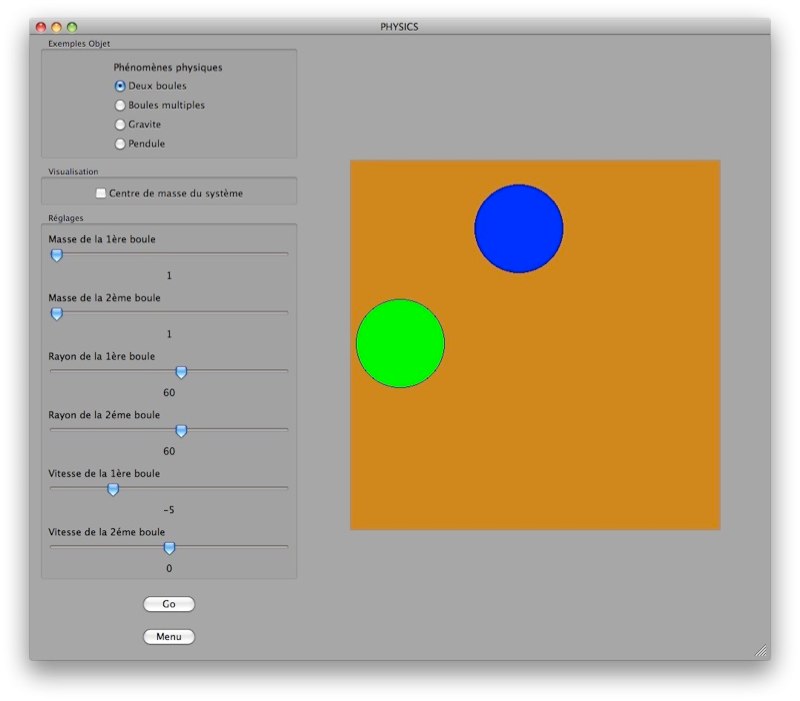 PHYSICS
Exemples Objet
Phénomènes physiques
Deux boules
Boules multiples
Gravite
Pendule
Visualisation
Centre de masse du système
Réglages
Masse de la 1ère boule
1
Masse de la 2ème boule
1
Rayon de la 1ère boule
60
Rayon de la 2éme boule
60
Vitesse de la 1ère boule
-5
Vitesse de la 2éme boule
0
Go
Menu